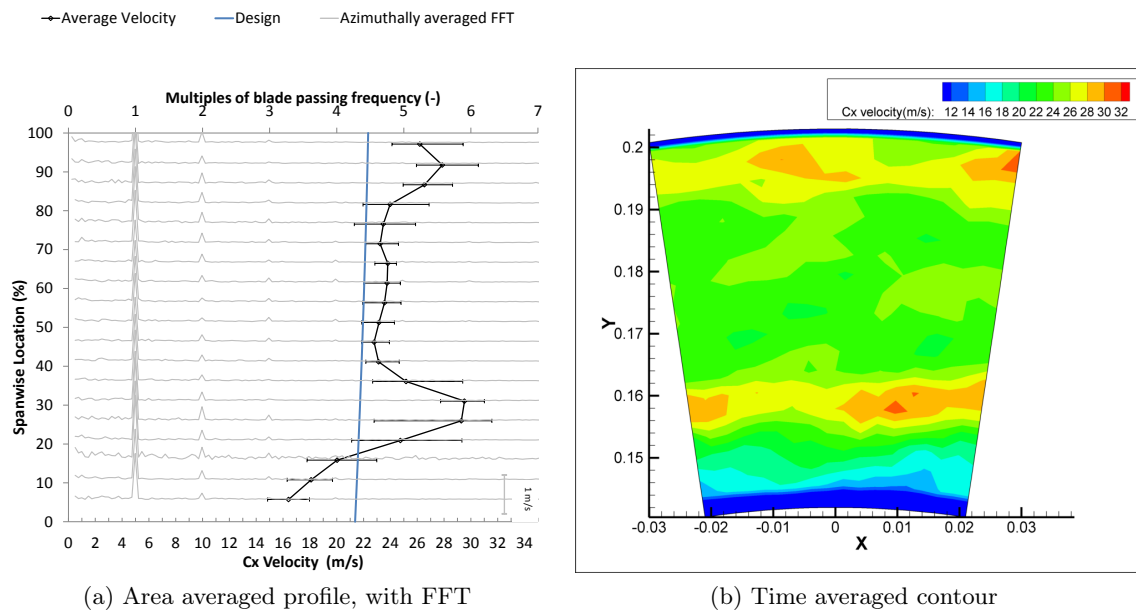 Average Velocity Design Azimuthally averaged FFT
Multiples of blade passing frequency (-)
0 1 2 3 4 5 6 7
100
90
80
70
60
50
40
30
20
10
0
Spanwise Location (%)
1 m/s
0 2 4 5 8 10 12 14 16 18 20 22 24 26 28 30 32 34
Cx Velocity (m/s)
(a) Area averaged profile, with FFT
Cx velocity(m/s): 12 14 16 18 20 22 24 26 28 30 32
0.2
0.19
0.18
0.17
0.16
0.15
Y
-0.03 -0.02 -0.01 0 0.01 0.02 0.03
X
(b) Time averaged contour